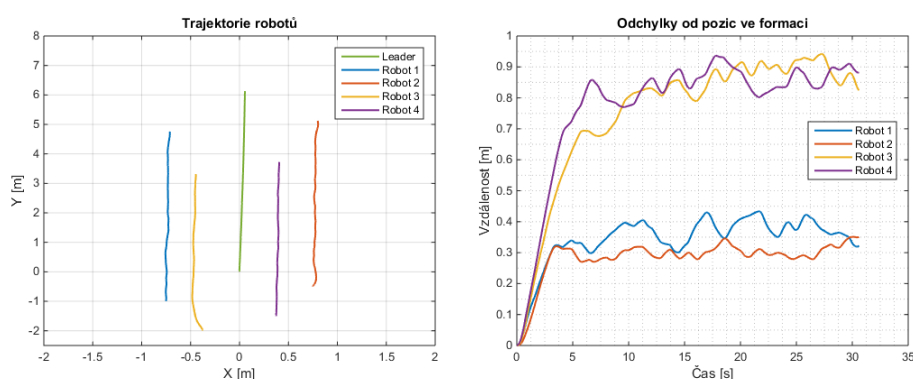 Trajektorie robotů
8
7
6
5
4
3
2
1
0
-1
-2
Y [m]
-2
-1.5
-1
-0.5
0
0.5
1
1.5
2
X [m]
Leader
Robot 1
Robot 2
Robot 3
Robot 4
Odchylky od pozic ve formaci
1
0.9
0.8
0.7
0.6
0.5
0.4
0.3
0.2
0.1
0
Vzdálenost [m]
0
5
10
15
20
25
30
35
Čas [s]
Robot 1
Robot 2
Robot 3
Robot 4